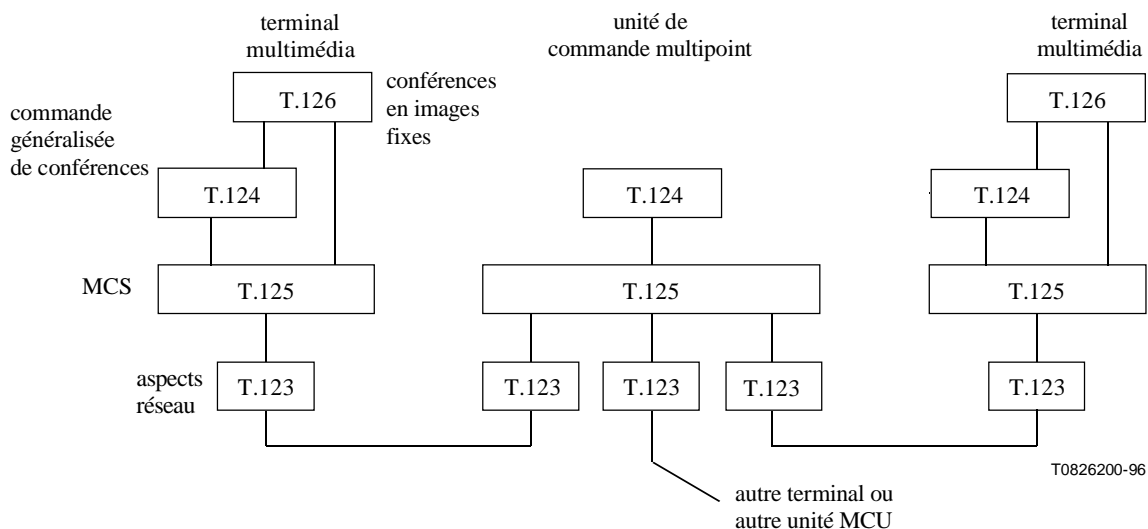 terminal
multimédia
unité de
commande multipoint
terminal
multimédia
T.126
conférences
en images
fixes
T.126
commande
généralisée
de conférences
T.124
T.124
T.124
MCS
T.125
T.125
T.125
aspects
réseau
T.123
T.123
T.123
T.123
T.123
T0826200-96
autre terminal ou
autre unité MCU